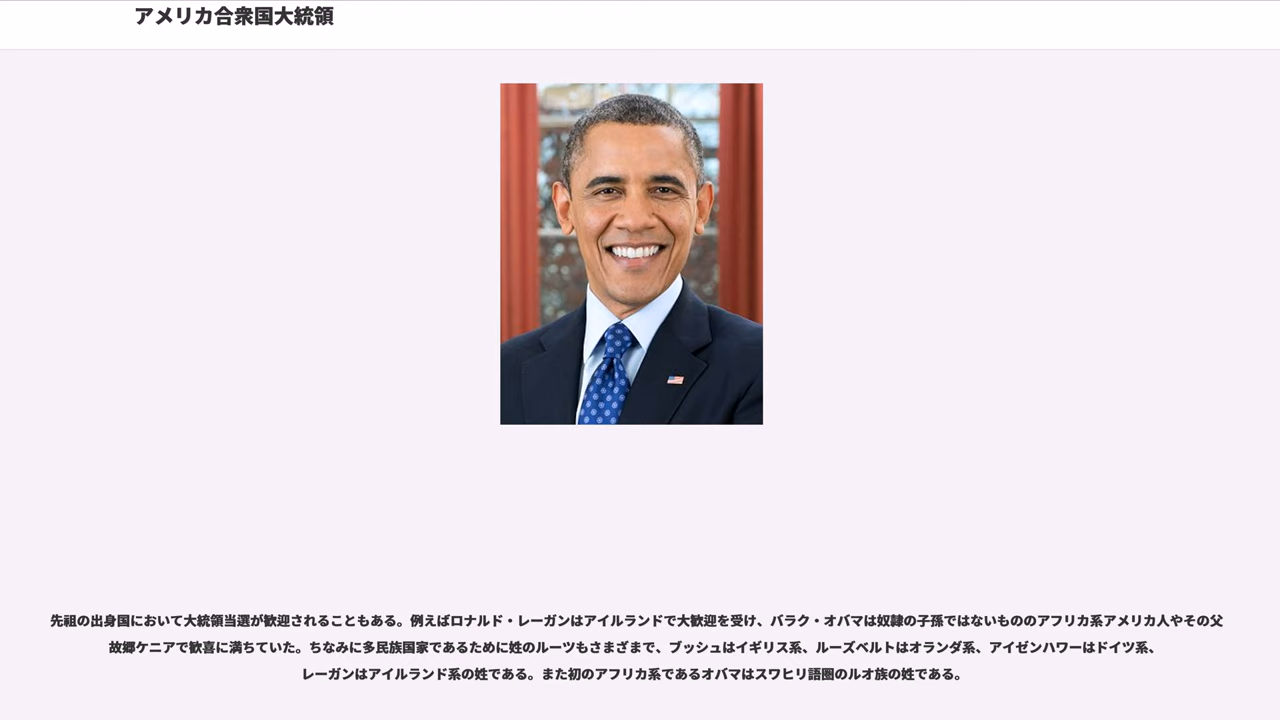 アメリカ合衆国大統領
先祖の出身国において大統領当選が歓迎されることもある。例えばロナルド・レーガンはアイルランドで大歓迎を受け、バラク・オバマは奴隷の子孫ではないもののアフリカ系アメリカ人やその父
故郷ケニアで歓喜に満ちていた。ちなみに多民族国家であるために姓のルーツもさまざまで、ブッシュはイギリス系、ルーズベルトはオランダ系、アイゼンハワーはドイツ系、
レーガンはアイルランド系の姓である。また初のアフリカ系であるオバマはスワヒリ語圏のルオ族の姓である。